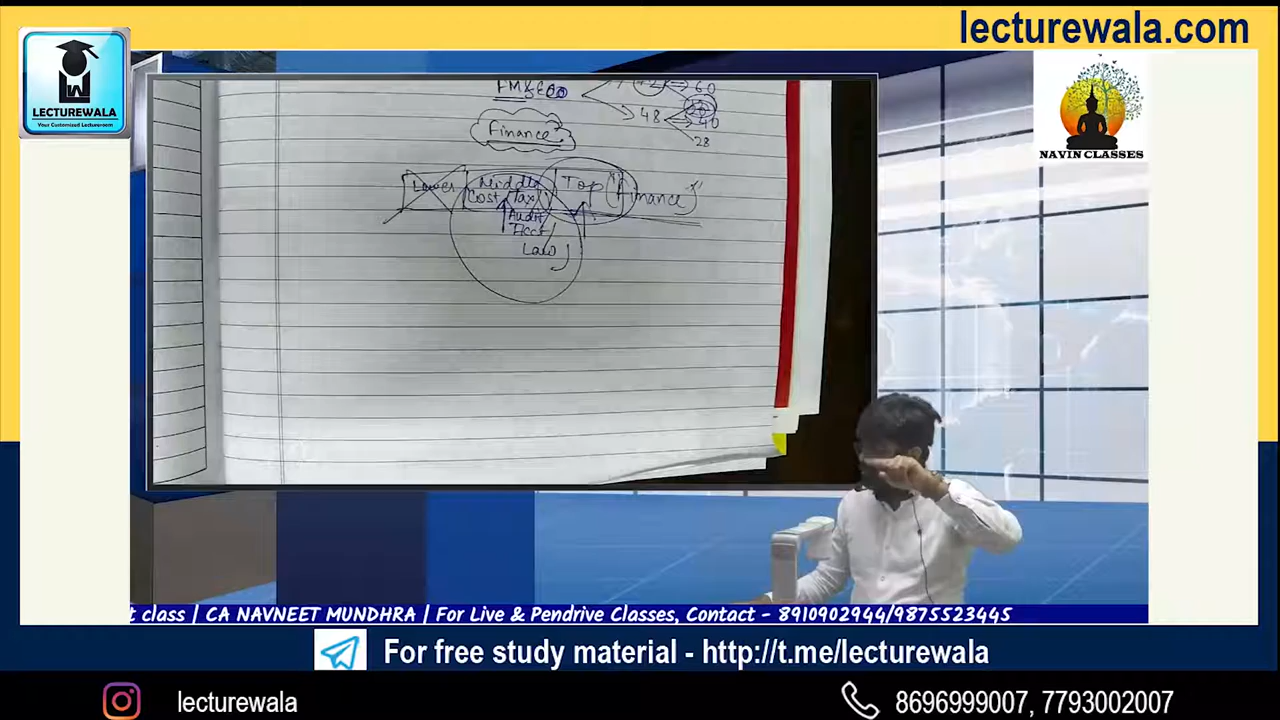 lecturewala.com
LECTUREWALA
Your Customized Lectureroom
NAVIN CLASSES
60
48
40
28
Finance
Lower Middle Top "Finance"
Cost Tax
Audit
Law
t class | CA NAVNEET MUNDHRA | For Live & Pendrive Classes, Contact - 8910902944/9875523445
For free study material - http://t.me/lecturewala
lecturewala
8696999007, 7793002007